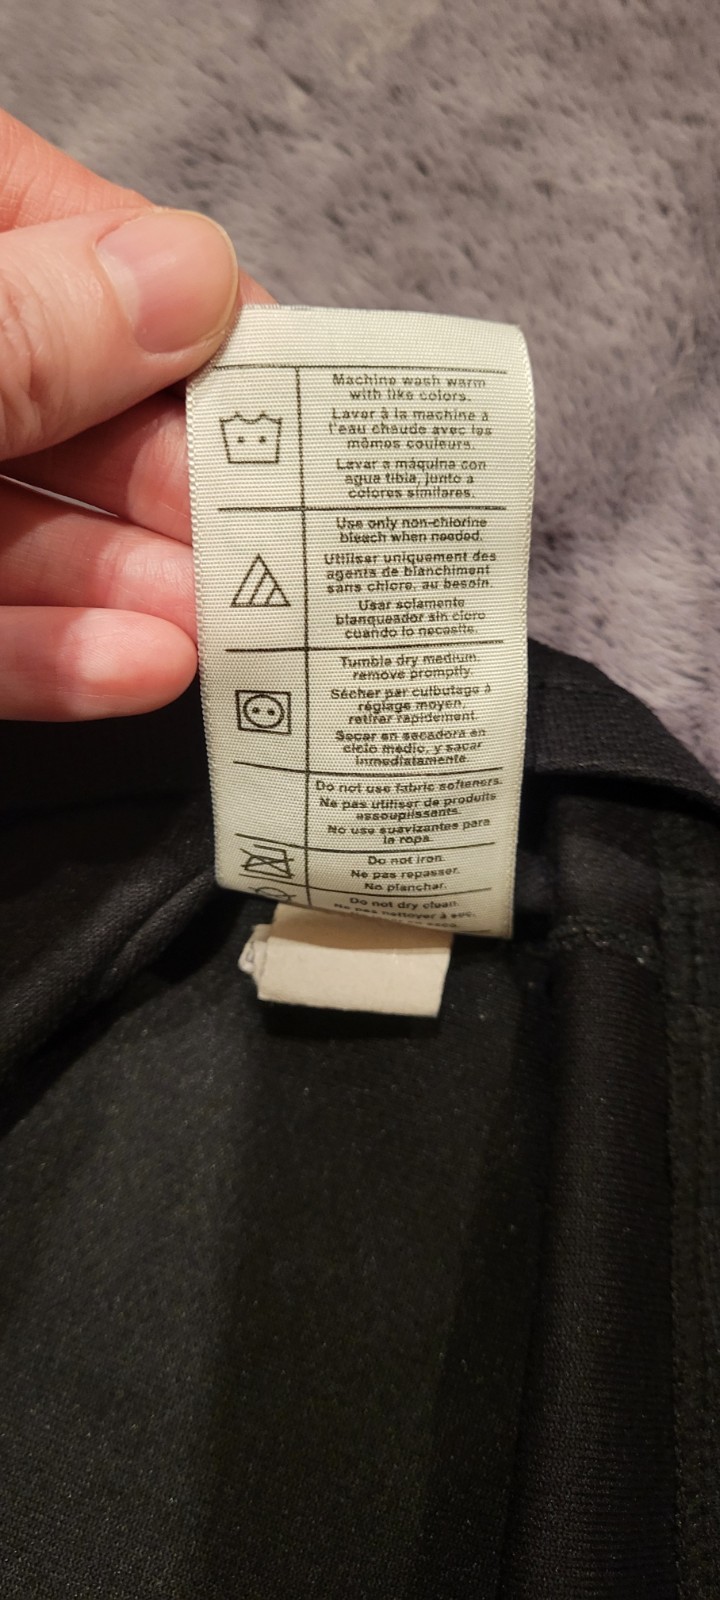 Machine wash warm
with like colors.
Laver à la machine à
l'eau chaude avec les
mêmes couleurs.
Lavar a máquina con
agua tibia, junto a
colores similares.
Use only non-chlorine
bleach when needed.
Utiliser uniquement des
agents de blanchiment
sans chlore, au besoin.
Usar solamente
blanqueador sin cloro
cuando lo necesite.
Tumble dry medium,
remove promptly.
Sécher par culbutage à
réglage moyen,
retirer rapidement.
Secar en secadora en
ciclo medio, y sacar
inmediatamente
Do not use fabric softeners.
Ne pas utiliser de produits
assouplissants.
No use suavizantes para
la ropa.
Do not iron.
Ne pas repasser.
No planchar.
Do not dry clean.
Ne pas nettoyer à sec.